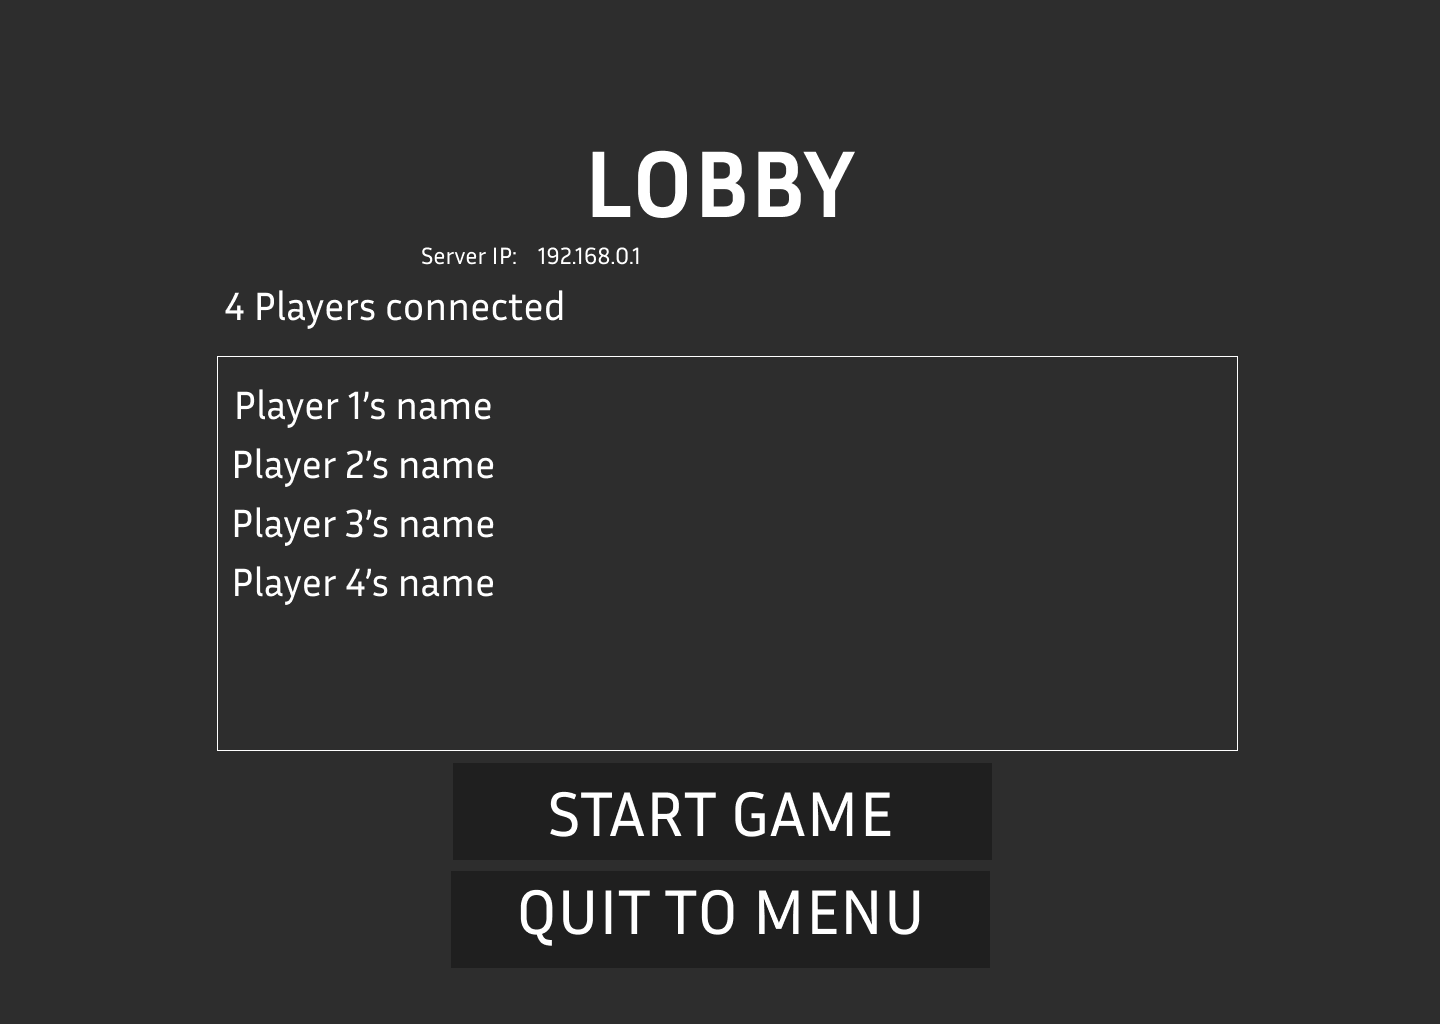 LOBBY
Server IP: 192.168.0.1
4 Players connected
Player 1’s name
Player 2’s name
Player 3’s name
Player 4’s name
START GAME
QUIT TO MENU